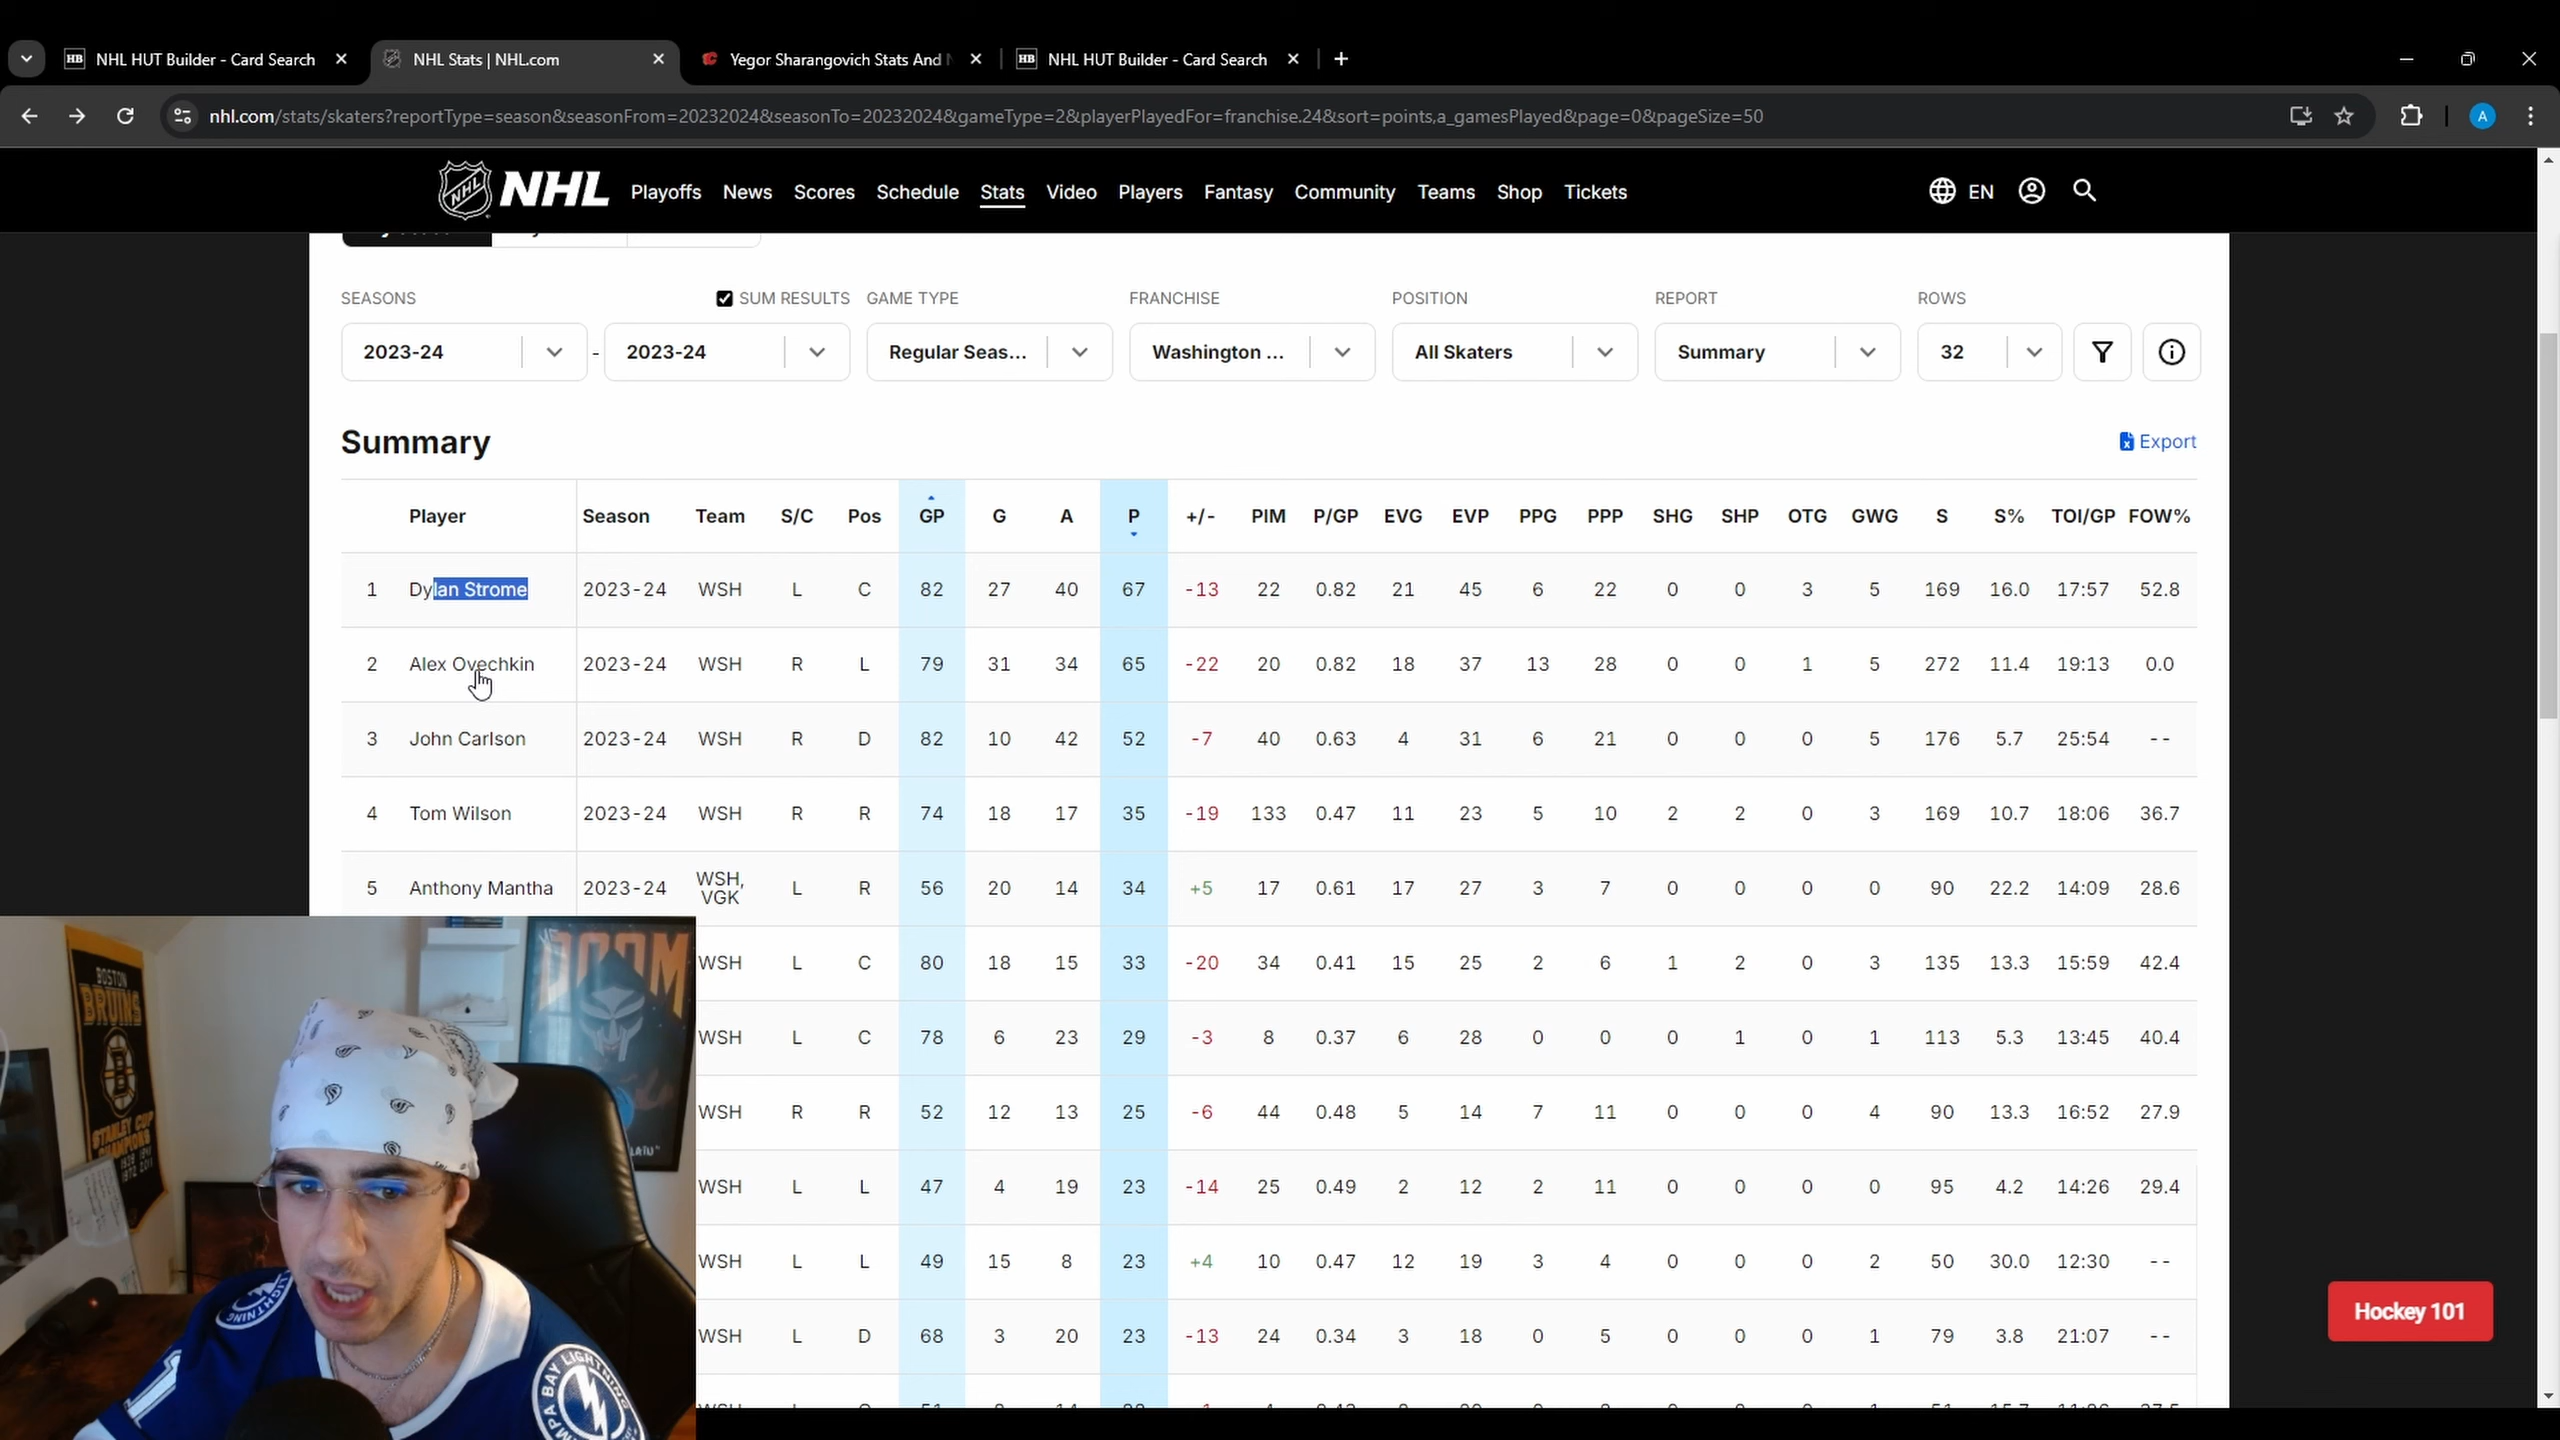 NHL HUT Builder - Card Search
NHL Stats | NHL.com
Yegor Sharangovich Stats And
NHL HUT Builder - Card Search
nhl.com/stats/skaters?reportType=season&seasonFrom=20232024&seasonTo=20232024&gameType=2&playerPlayedFor=franchise.24&sort=points,a_gamesPlayed&page=0&pageSize=50
A
NHL Playoffs News Scores Schedule Stats Video Players Fantasy Community Teams Shop Tickets EN
SEASONS SUM RESULTS GAME TYPE FRANCHISE POSITION REPORT ROWS
2023-24 - 2023-24 Regular Seas... Washington ... All Skaters Summary 32
Summary
Export
Player Season Team S/C Pos GP G A P +/- PIM P/GP EVG EVP PPG PPP SHG SHP OTG GWG S S% TOI/GP FOW%
1 Dylan Strome 2023-24 WSH L C 82 27 40 67 -13 22 0.82 21 45 6 22 0 0 3 5 169 16.0 17:57 52.8
2 Alex Ovechkin 2023-24 WSH R L 79 31 34 65 -22 20 0.82 18 37 13 28 0 0 1 5 272 11.4 19:13 0.0
3 John Carlson 2023-24 WSH R D 82 10 42 52 -7 40 0.63 4 31 6 21 0 0 0 5 176 5.7 25:54 --
4 Tom Wilson 2023-24 WSH R R 74 18 17 35 -19 133 0.47 11 23 5 10 2 2 0 3 169 10.7 18:06 36.7
5 Anthony Mantha 2023-24 WSH, VGK L R 56 20 14 34 +5 17 0.61 17 27 3 7 0 0 0 0 90 22.2 14:09 28.6
WSH L C 80 18 15 33 -20 34 0.41 15 25 2 6 1 2 0 3 135 13.3 15:59 42.4
WSH L C 78 6 23 29 -3 8 0.37 6 28 0 0 0 1 0 1 113 5.3 13:45 40.4
WSH R R 52 12 13 25 -6 44 0.48 5 14 7 11 0 0 0 4 90 13.3 16:52 27.9
WSH L L 47 4 19 23 -14 25 0.49 2 12 2 11 0 0 0 0 95 4.2 14:26 29.4
WSH L L 49 15 8 23 +4 10 0.47 12 19 3 4 0 0 0 2 50 30.0 12:30 --
WSH L D 68 3 20 23 -13 24 0.34 3 18 0 5 0 0 0 1 79 3.8 21:07 --
Hockey 101
BOSTON
BRUINS
STANLEY CUP
CHAMPIONS
DOOM
LIGHTNING
TAMPA BAY LIGHTNING